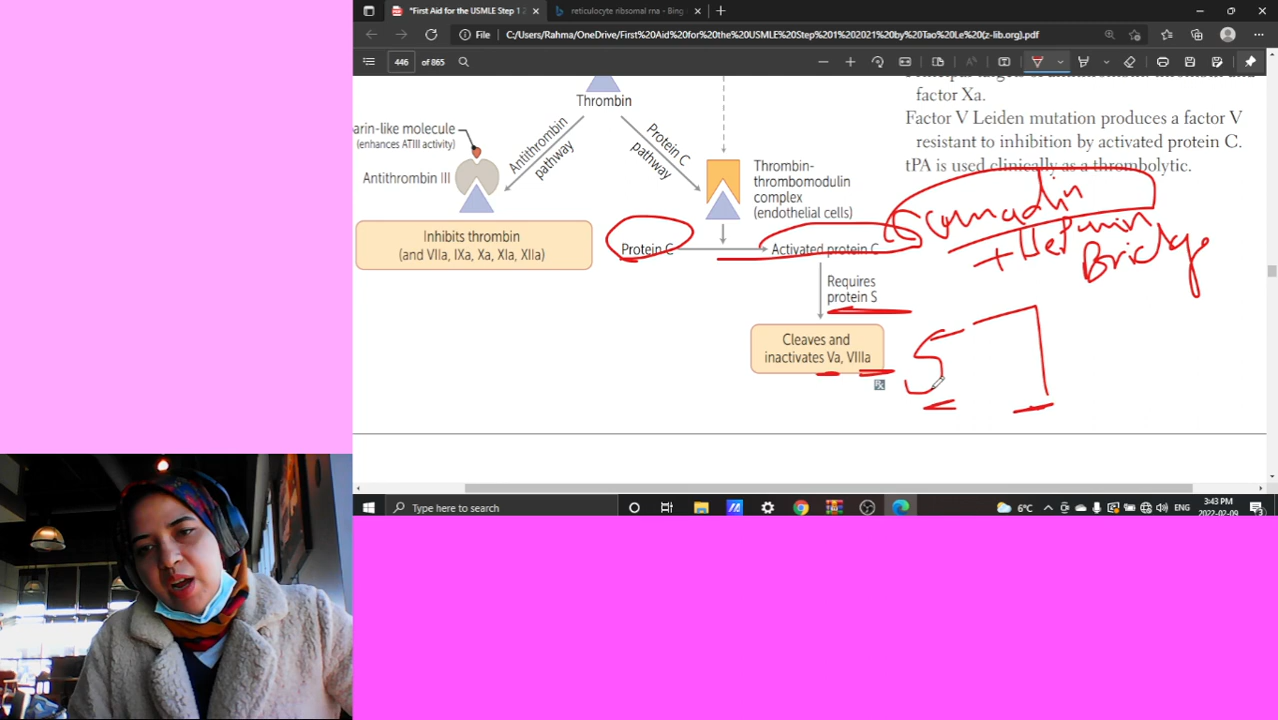 *First Aid for the USMLE Step 1 2
reticulocyte ribsomal rna - Bing
File
C:/Users/Rahma/OneDrive/First%20Aid%20for%20the%20USMLE%20Step%201%202021%20by%20Tao%20Le%20(z-lib.org).pdf
446 of 865
factor Xa.
Factor V Leiden mutation produces a factor V
resistant to inhibition by activated protein C.
tPA is used clinically as a thrombolytic.
Thrombin
arin-like molecule
(enhances ATIII activity)
Antithrombin III
Antithrombin
pathway
Protein C
pathway
Thrombin-
thrombomodulin
complex
(endothelial cells)
Inhibits thrombin
(and VIIa, IXa, Xa, XIa, XIIa)
Protein C
Activated protein C
Requires
protein S
Cleaves and
inactivates Va, VIIIa
+ Heparin
Bridge
5 7
Type here to search
6°C
ENG
3:43 PM
2022-02-09